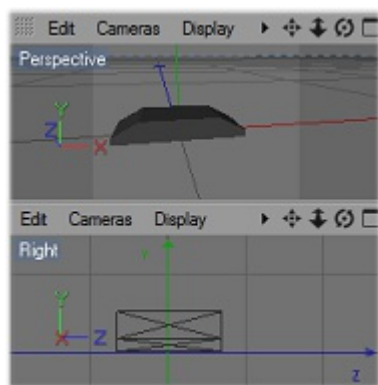 Edit Cameras Display
Perspective
Y
Z X
Edit Cameras Display
Right
Y
Y
X Z
Z